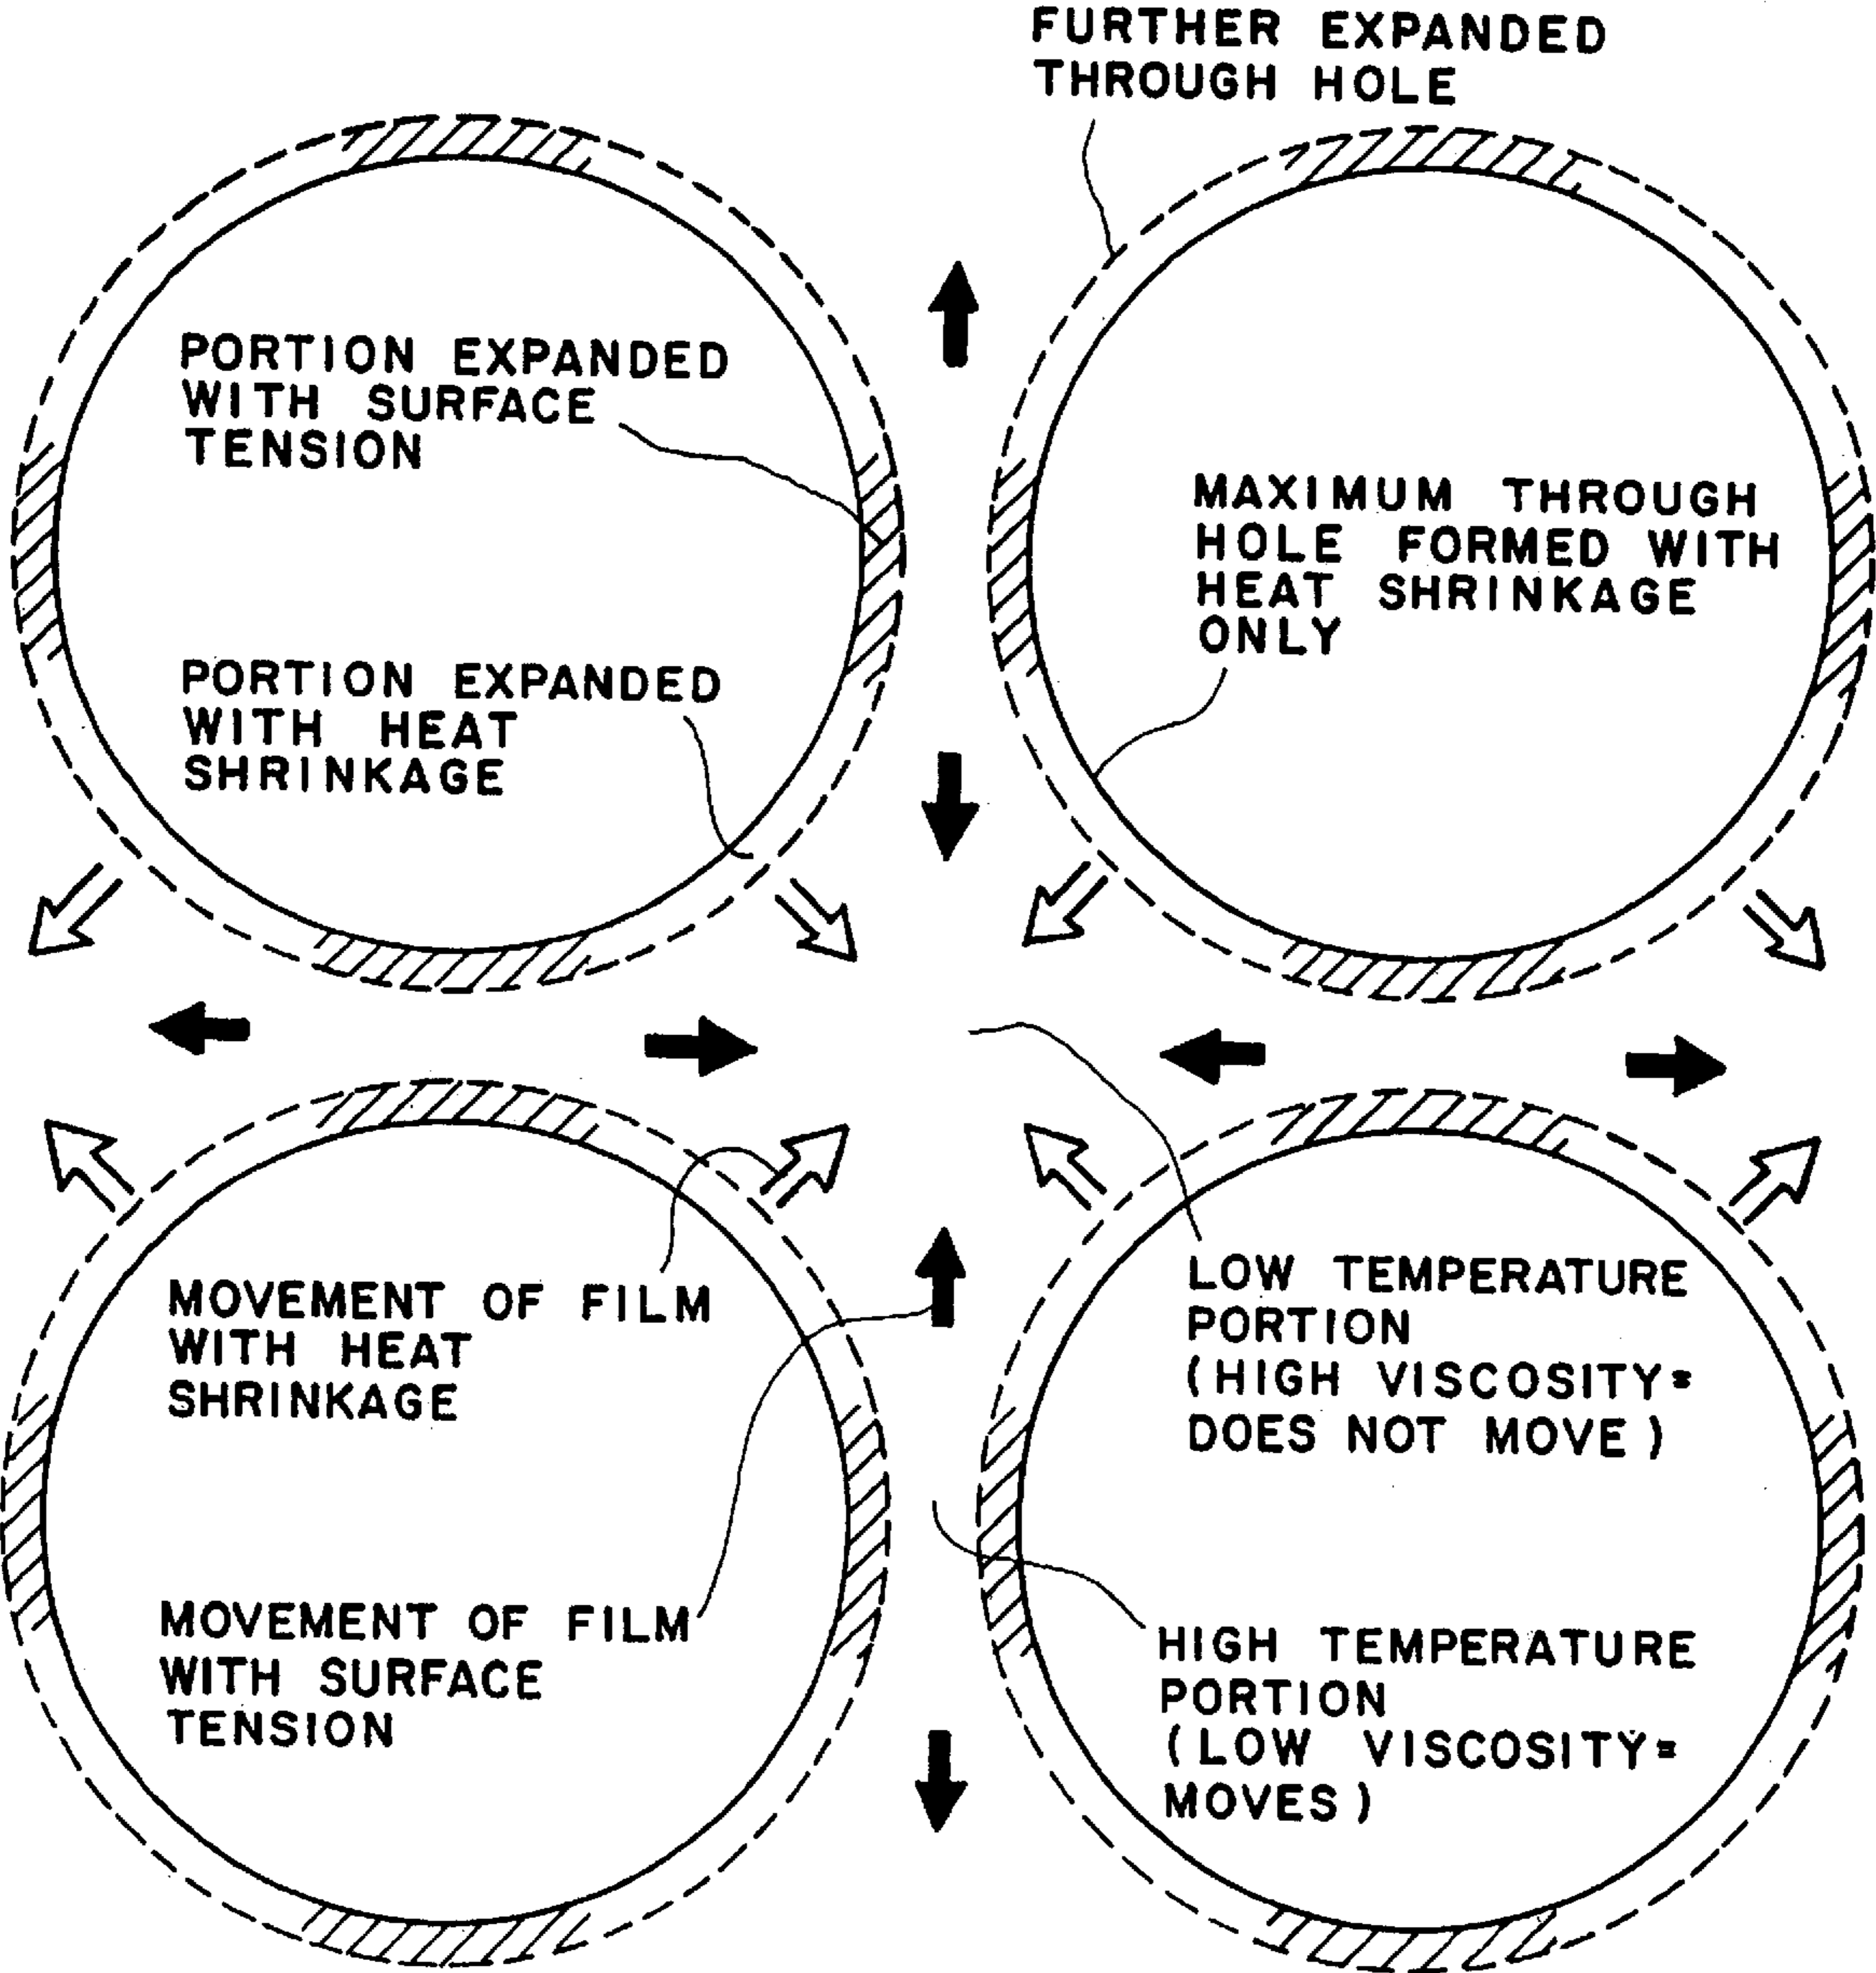 FURTHER EXPANDED
THROUGH HOLE
PORTION EXPANDED
WITH SURFACE
TENSION
PORTION EXPANDED
WITH HEAT
SHRINKAGE
MAXIMUM THROUGH
HOLE FORMED WITH
HEAT SHRINKAGE
ONLY
MOVEMENT OF FILM
WITH HEAT
SHRINKAGE
MOVEMENT OF FILM
WITH SURFACE
TENSION
LOW TEMPERATURE
PORTION
(HIGH VISCOSITY=
DOES NOT MOVE)
HIGH TEMPERATURE
PORTION
(LOW VISCOSITY=
MOVES)